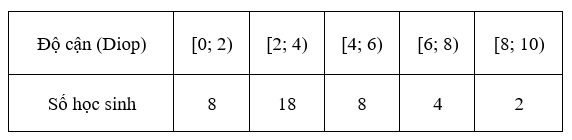 Độ cận (Diop) [0; 2) [2; 4) [4; 6) [6; 8) [8; 10)
Số học sinh 8 18 8 4 2